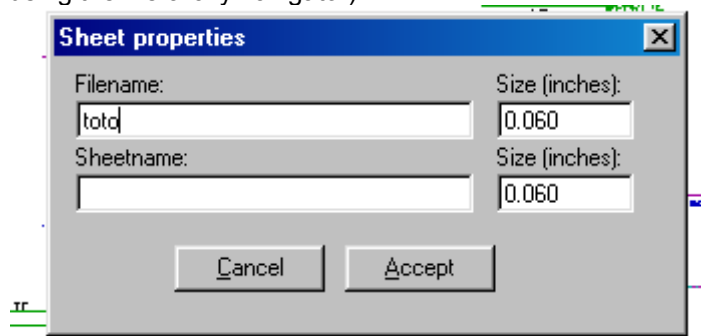 Sheet properties
Filename: Size (inches):
toto 0.060
Sheetname: Size (inches):
0.060
Cancel Accept